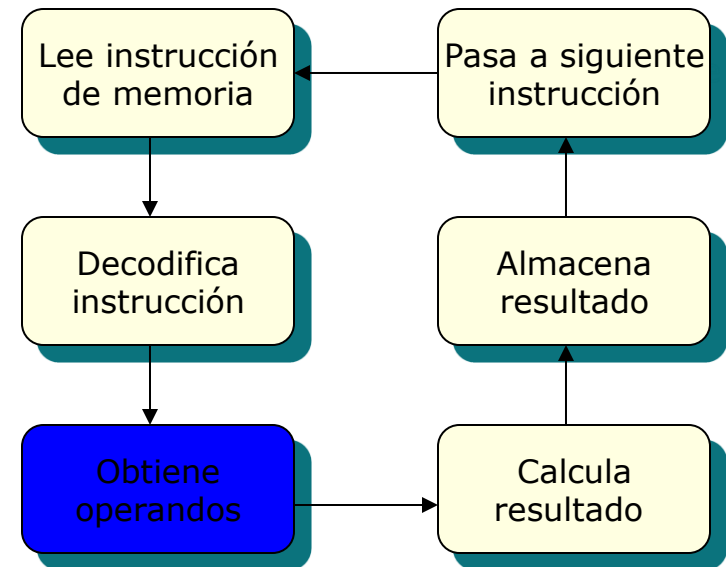 Lee instrucción
de memoria
Pasa a siguiente
instrucción
Decodifica
instrucción
Almacena
resultado
Obtiene
operandos
Calcula
resultado